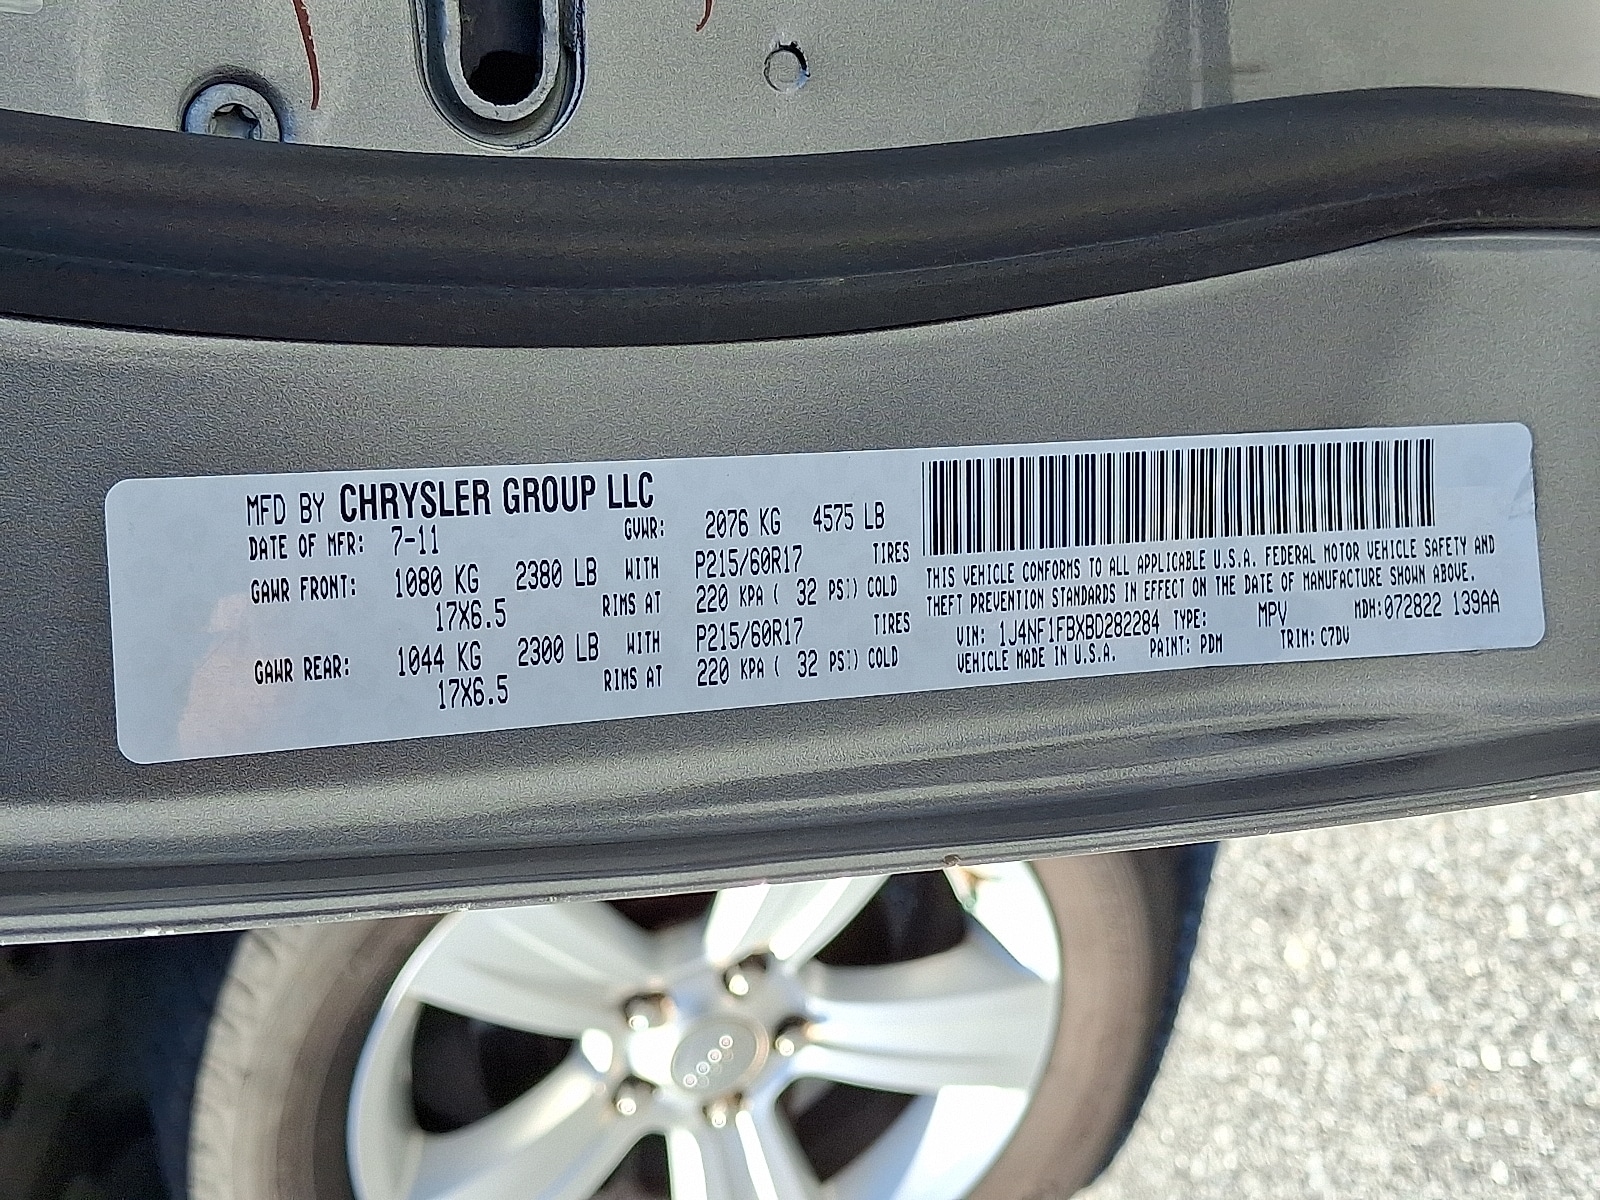 MFD BY CHRYSLER GROUP LLC
DATE OF MFR: 7-11 GVWR: 2076 KG 4575 LB
GAWR FRONT: 1080 KG 2380 LB WITH P215/60R17 TIRES
17X6.5 RIMS AT 220 KPA ( 32 PSI) COLD
GAWR REAR: 1044 KG 2300 LB WITH P215/60R17 TIRES
17X6.5 RIMS AT 220 KPA ( 32 PSI) COLD
THIS VEHICLE CONFORMS TO ALL APPLICABLE U.S.A. FEDERAL MOTOR VEHICLE SAFETY AND
THEFT PREVENTION STANDARDS IN EFFECT ON THE DATE OF MANUFACTURE SHOWN ABOVE.
VIN: 1J4NF1FBXBD282284 TYPE: MPV MDH:072822 139AA
VEHICLE MADE IN U.S.A. PAINT: PDM TRIM: C7DV